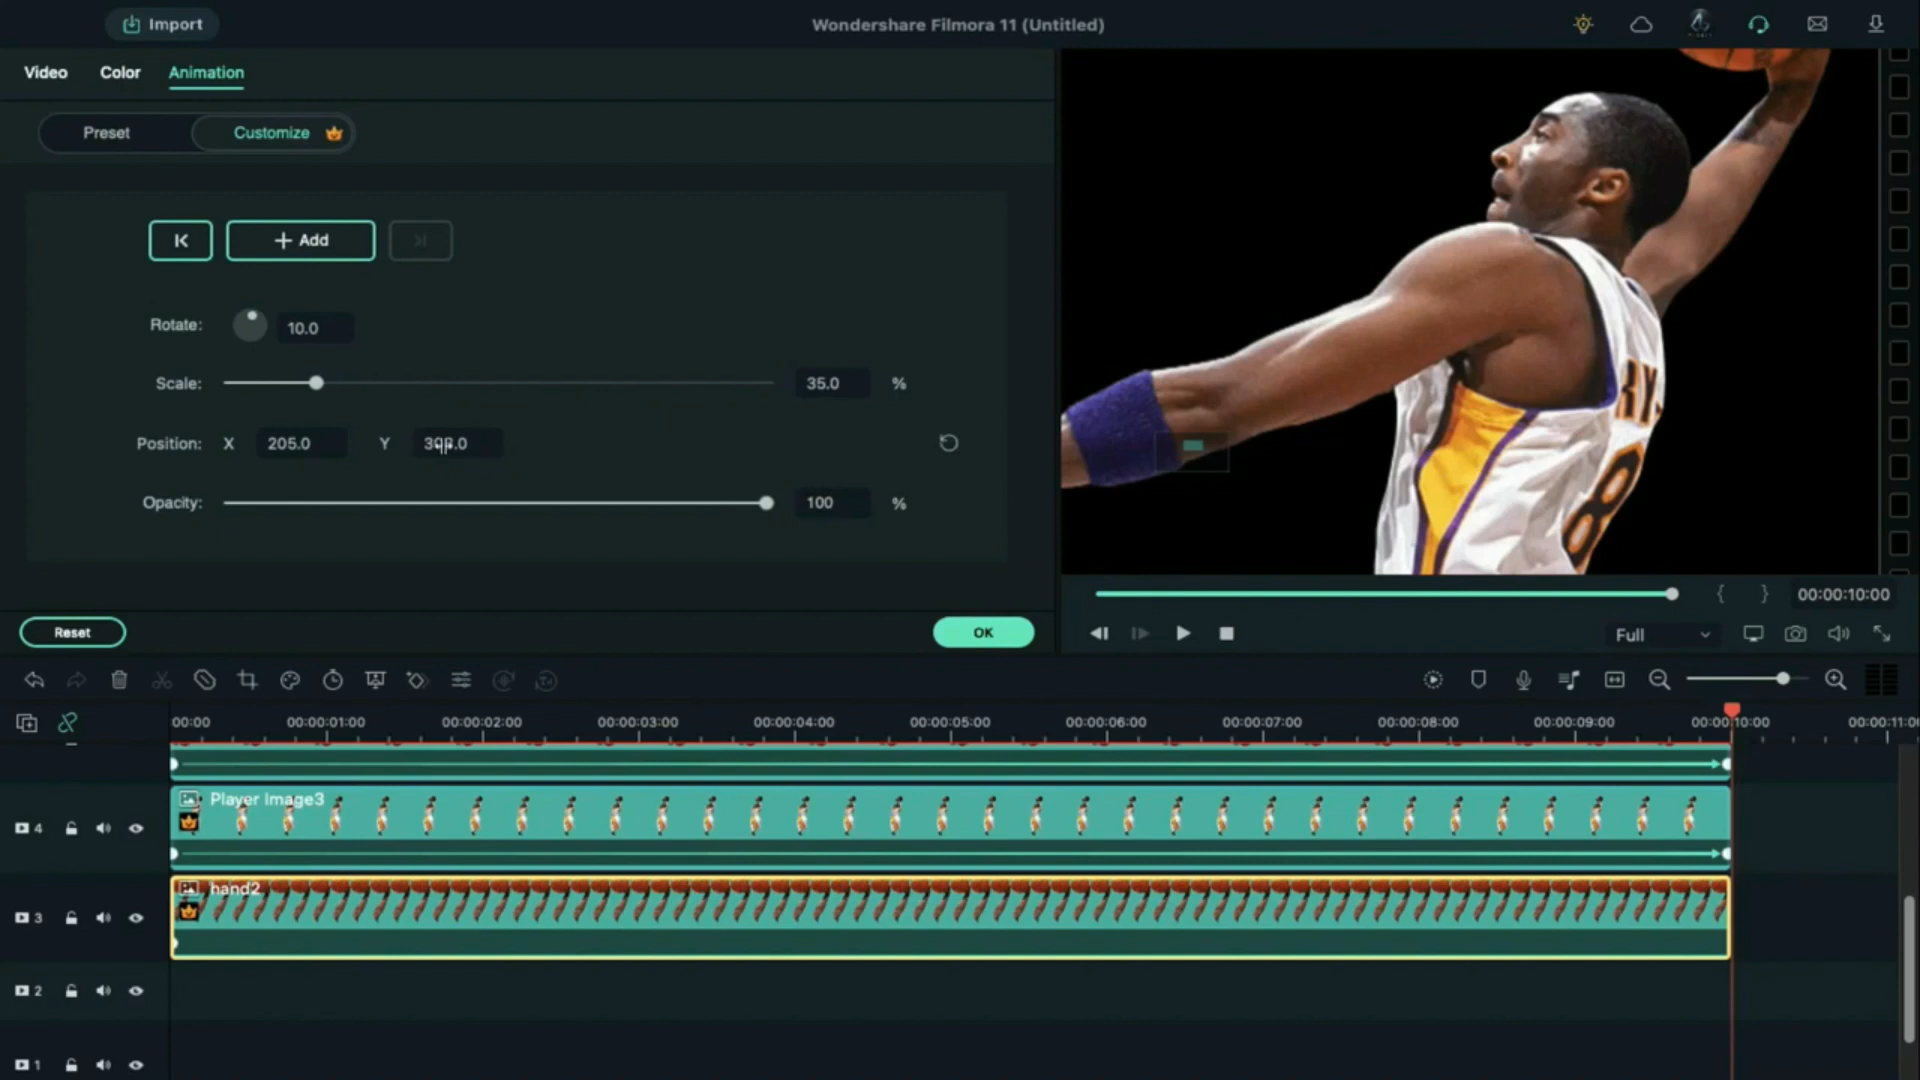 Import
Wondershare Filmora 11 (Untitled)
Video Color Animation
Preset Customize
+ Add
Rotate: 10.0
Scale: 35.0 %
Position: X 205.0 Y
Opacity: 100 %
Reset OK
RY
8
{ } 00:00:10:00
Full
00:00 00:00:01:00 00:00:02:00 00:00:03:00 00:00:04:00 00:00:05:00 00:00:06:00 00:00:07:00 00:00:08:00 00:00:09:00 00:00:10:00 00:00:11:0
4 Player Image3
3 hand2
2
1